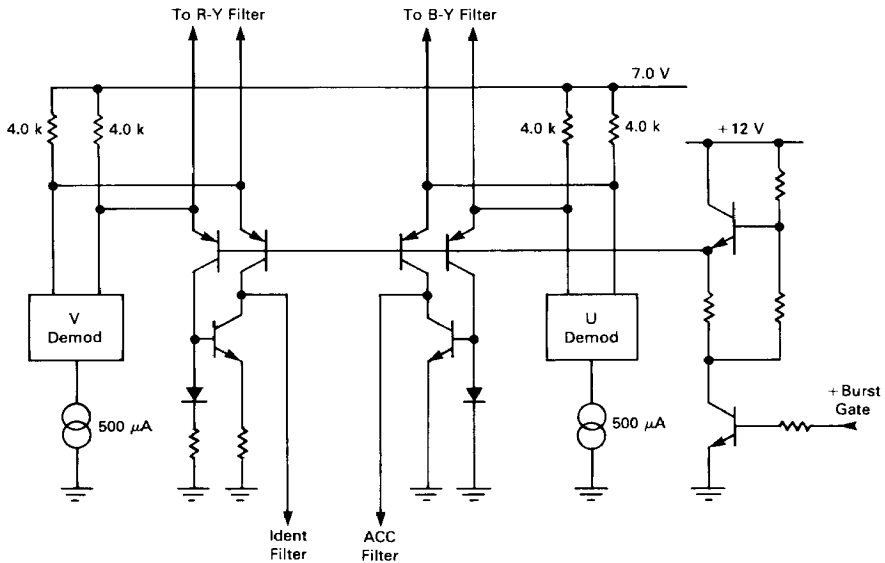 To R-Y Filter
To B-Y Filter
7.0 V
4.0 k
4.0 k
4.0 k
4.0 k
+12 V
V
Demod
U
Demod
+Burst
Gate
500 μA
500 μA
Ident
Filter
ACC
Filter